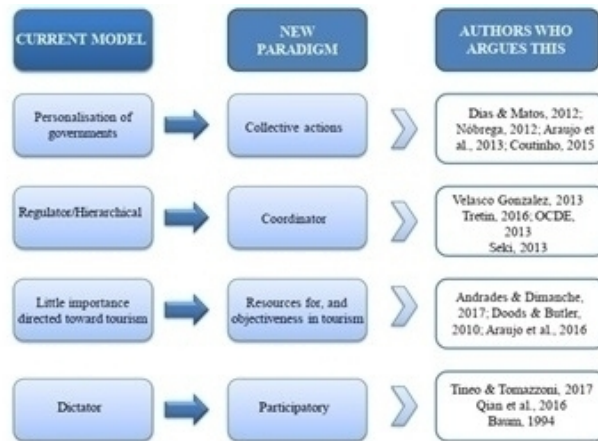 CURRENT MODEL
NEW
PARADIGM
AUTHORS WHO
ARGUES THIS
Personalisation of
governments
Collective actions
Dias & Matos, 2012;
Nóbrega, 2012; Araujo et
al., 2013; Coutinho, 2015
Regulator/Hierarchical
Coordinator
Velasco Gonzalez, 2013
Tretin, 2016; OCDE,
2013
Seki, 2013
Little importance
directed toward tourism
Resources for, and
objectiveness in tourism
Andrades & Dimanche,
2017; Doods & Butler,
2010; Araujo et al., 2016
Dictator
Participatory
Tineo & Tomazzoni, 2017
Qian et al., 2016
Baum, 1994